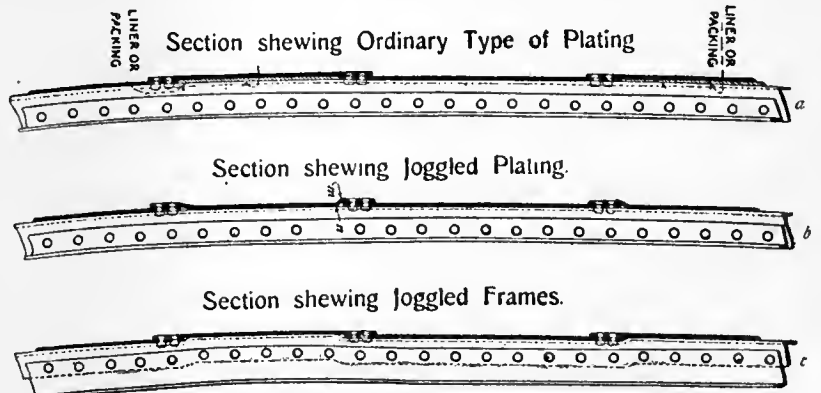 LINER OR
PACKING
Section shewing Ordinary Type of Plating
LINER OR
PACKING
a
Section shewing Joggled Plating.
b
Section shewing Joggled Frames.
c